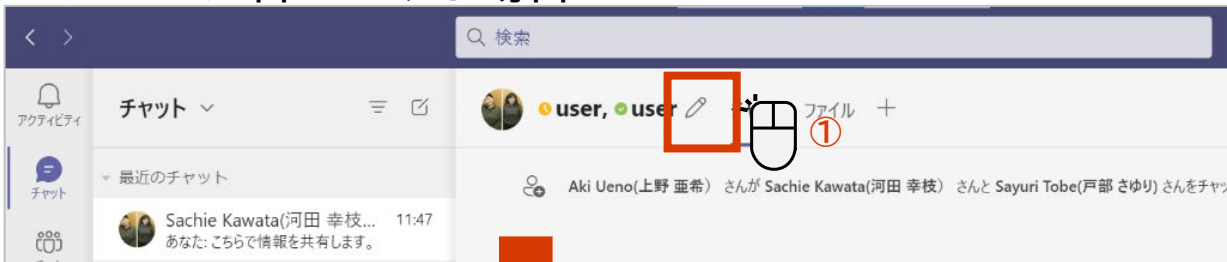 検索
アクティビティ
チャット
user, user
ファイル
①
最近のチャット
チャット
Aki Ueno(上野 亜希） さんが Sachie Kawata(河田 幸枝） さんと Sayuri Tobe(戸部 さゆり) さんをチャッ
Sachie Kawata(河田 幸枝... 11:47
あなた: こちらで情報を共有します。